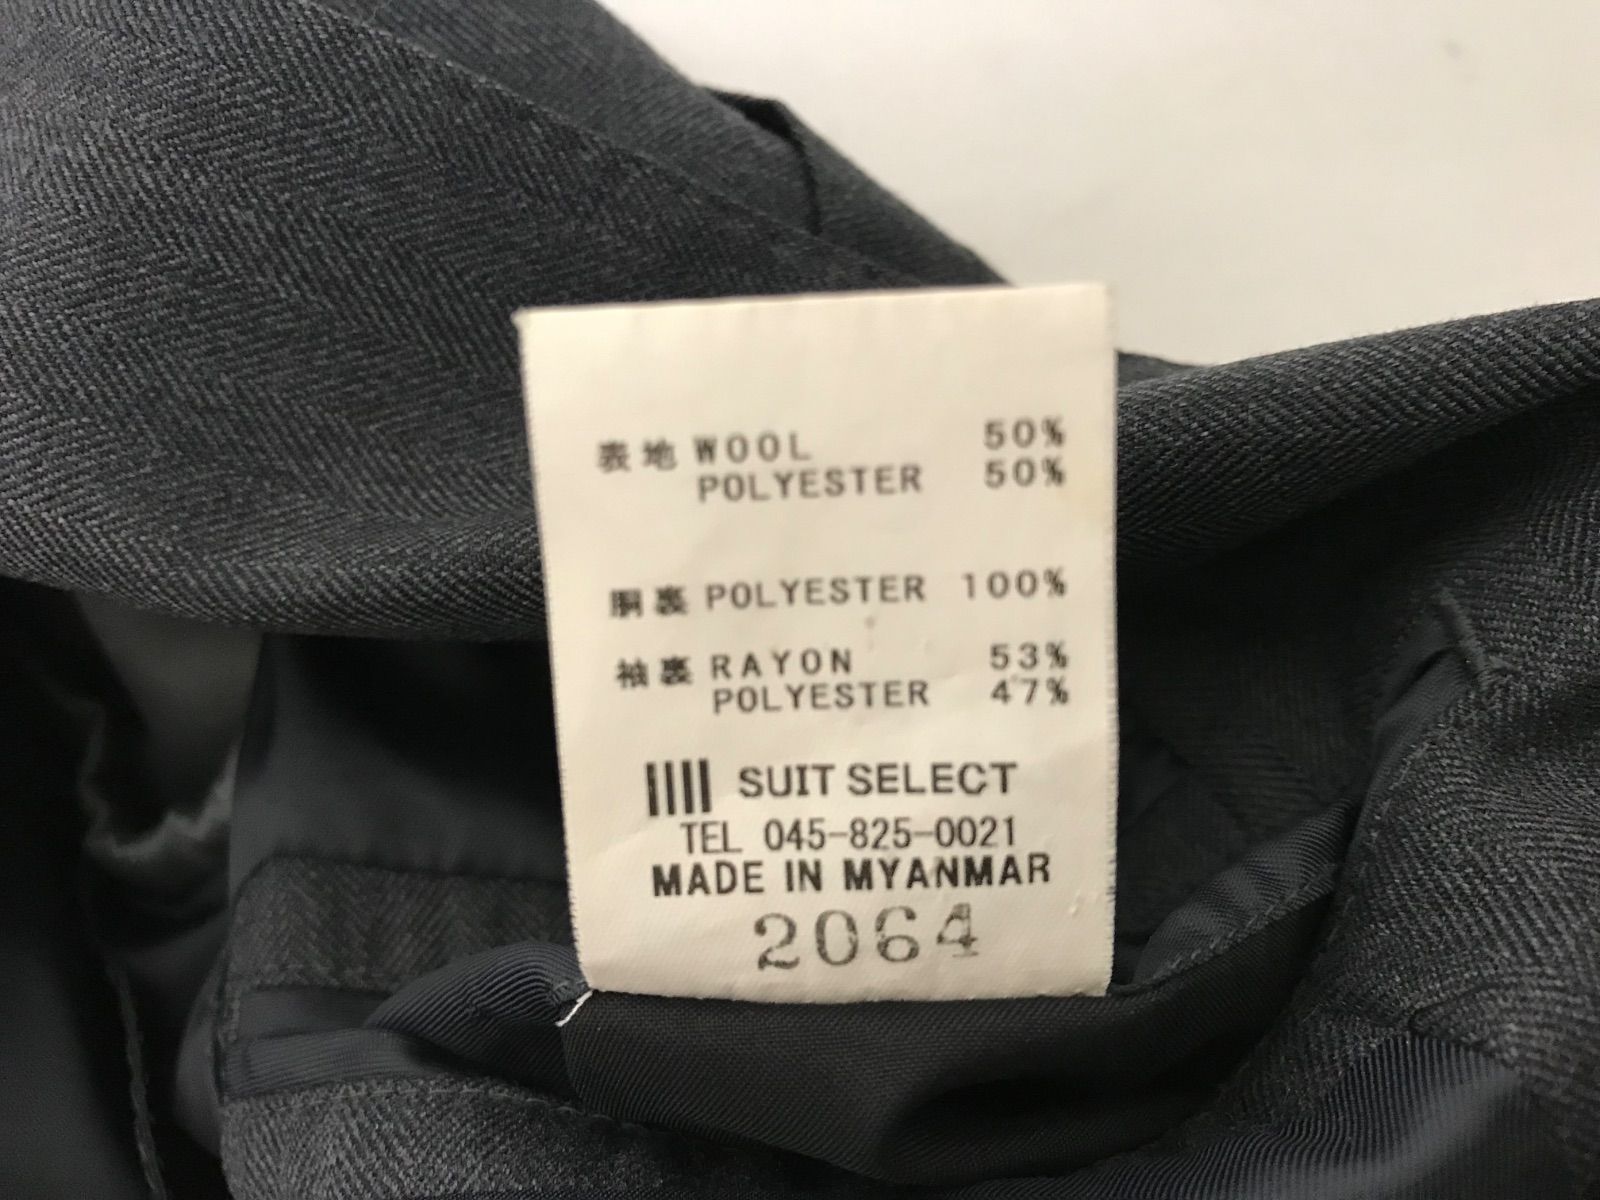 表地 WOOL 50%
POLYESTER 50%
胴裏 POLYESTER 100%
袖裏 RAYON 53%
POLYESTER 47%
SUIT SELECT
TEL 045-825-0021
MADE IN MYANMAR
2064